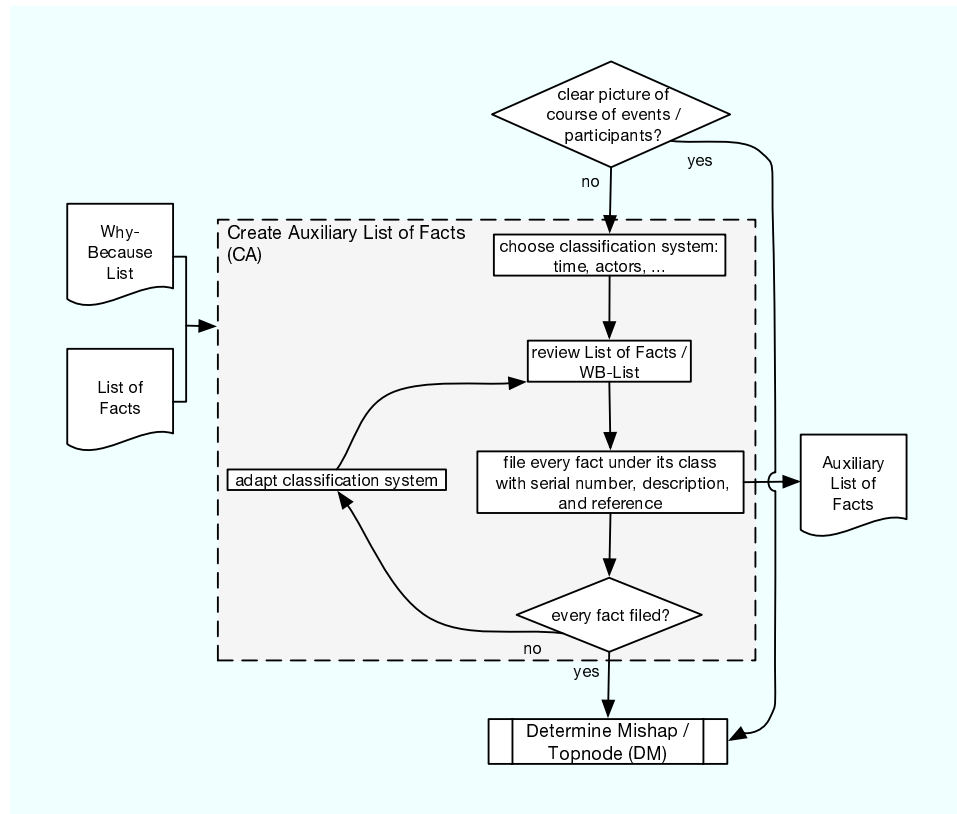 clear picture of
course of events /
participants?
yes
no
Why-
Because
List
Create Auxiliary List of Facts
(CA)
choose classification system:
time, actors, ...
review List of Facts /
WB-List
List of
Facts
adapt classification system
file every fact under its class
with serial number, description,
and reference
Auxiliary
List of
Facts
every fact filed?
no
yes
Determine Mishap /
Topnode (DM)